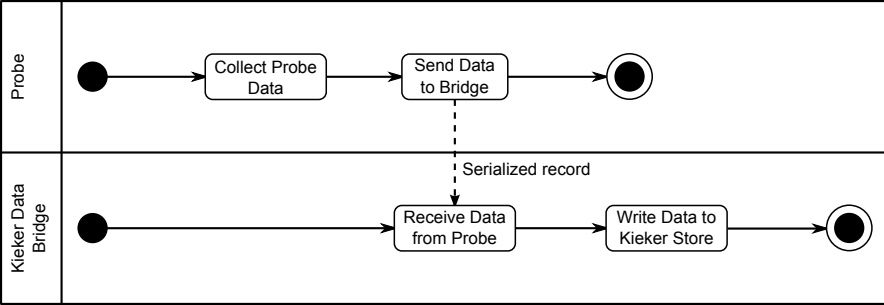 Probe
Collect Probe
Data
Send Data
to Bridge
Serialized record
Kieker Data
Bridge
Receive Data
from Probe
Write Data to
Kieker Store